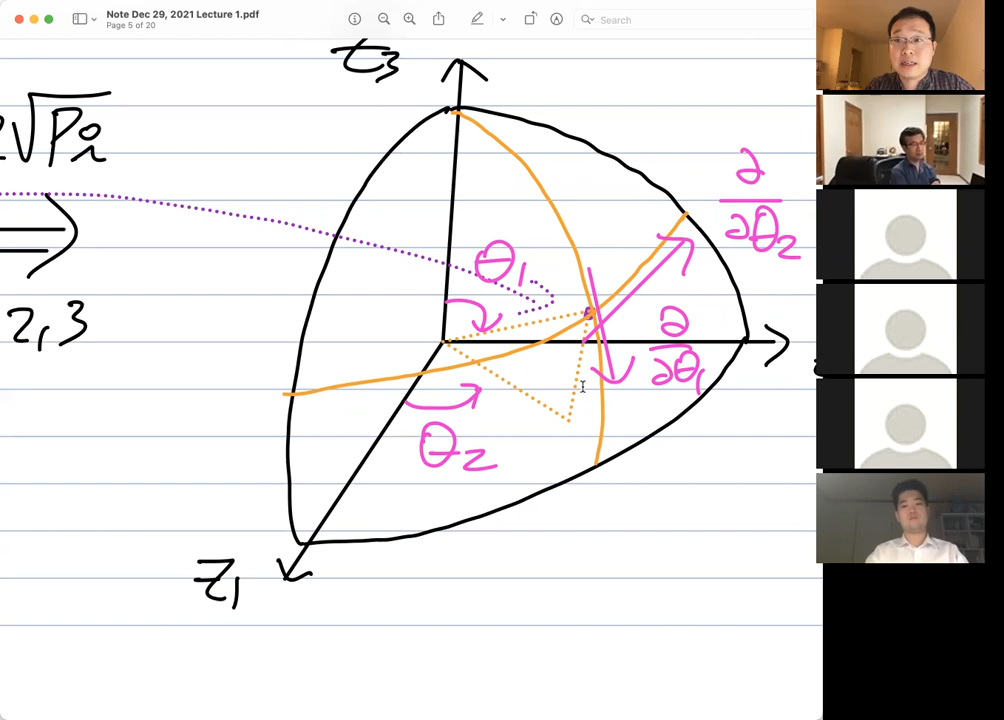 Note Dec 29, 2021 Lecture 1.pdf
Page 5 of 20
Search
z3
√Pi
2, 3
θ1
θ2
∂/∂θ2
∂/∂θ1
z1